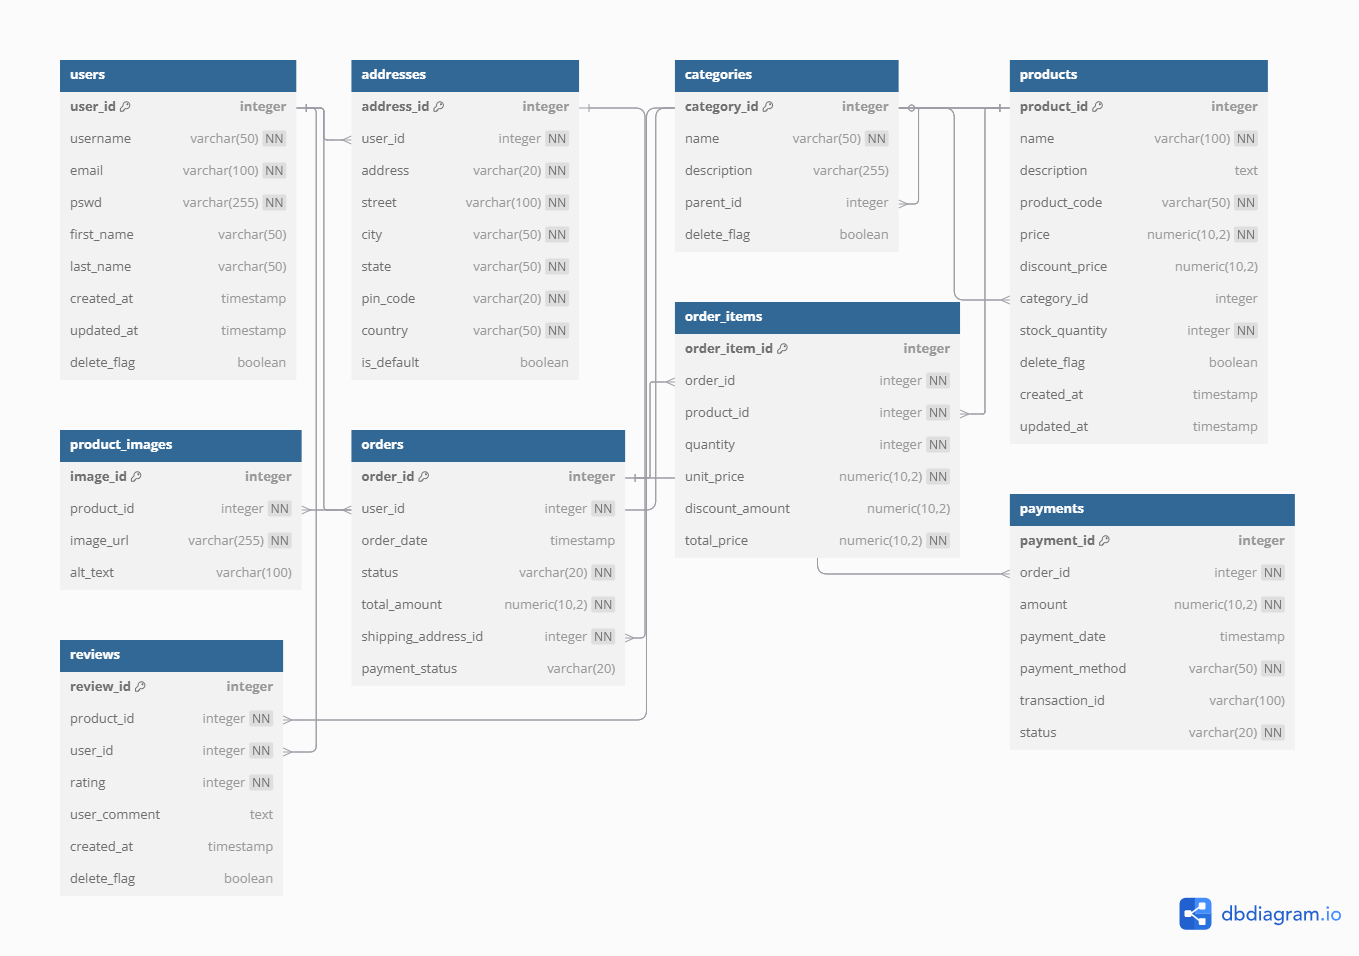 users
user_id integer
username varchar(50) NN
email varchar(100) NN
pswd varchar(255) NN
first_name varchar(50)
last_name varchar(50)
created_at timestamp
updated_at timestamp
delete_flag boolean
addresses
address_id integer
user_id integer NN
address varchar(20) NN
street varchar(100) NN
city varchar(50) NN
state varchar(50) NN
pin_code varchar(20) NN
country varchar(50) NN
is_default boolean
categories
category_id integer
name varchar(50) NN
description varchar(255)
parent_id integer
delete_flag boolean
products
product_id integer
name varchar(100) NN
description text
product_code varchar(50) NN
price numeric(10,2) NN
discount_price numeric(10,2)
category_id integer
stock_quantity integer NN
delete_flag boolean
created_at timestamp
updated_at timestamp
order_items
order_item_id integer
order_id integer NN
product_id integer NN
quantity integer NN
unit_price numeric(10,2) NN
discount_amount numeric(10,2)
total_price numeric(10,2) NN
product_images
image_id integer
product_id integer NN
image_url varchar(255) NN
alt_text varchar(100)
orders
order_id integer
user_id integer NN
order_date timestamp
status varchar(20) NN
total_amount numeric(10,2) NN
shipping_address_id integer NN
payment_status varchar(20)
payments
payment_id integer
order_id integer NN
amount numeric(10,2) NN
payment_date timestamp
payment_method varchar(50) NN
transaction_id varchar(100)
status varchar(20) NN
reviews
review_id integer
product_id integer NN
user_id integer NN
rating integer NN
user_comment text
created_at timestamp
delete_flag boolean
dbdiagram.io